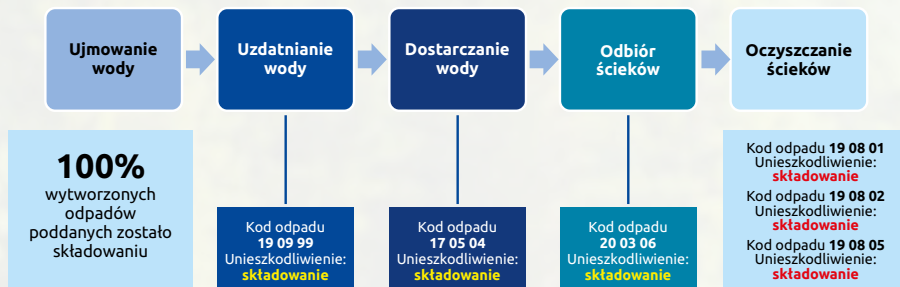 Ujmowanie
wody
Uzdatnianie
wody
Dostarczanie
wody
Odbiór
ścieków
Oczyszczanie
ścieków
100%
wytworzonych
odpadów
poddanych zostało
składowaniu
Kod odpadu
19 09 99
Unieszkodliwienie:
składowanie
Kod odpadu
17 05 04
Unieszkodliwienie:
składowanie
Kod odpadu
20 03 06
Unieszkodliwienie:
składowanie
Kod odpadu 19 08 01
Unieszkodliwienie:
składowanie
Kod odpadu 19 08 02
Unieszkodliwienie:
składowanie
Kod odpadu 19 08 05
Unieszkodliwienie:
składowanie